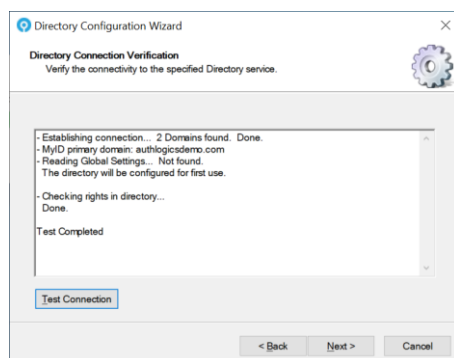 Directory Configuration Wizard
Directory Connection Verification
Verify the connectivity to the specified Directory service.
- Establishing connection... 2 Domains found. Done.
- MyID primary domain: authlogicsdemo.com
- Reading Global Settings... Not found.
The directory will be configured for first use.
- Checking rights in directory...
Done.
Test Completed
Test Connection
< Back Next > Cancel